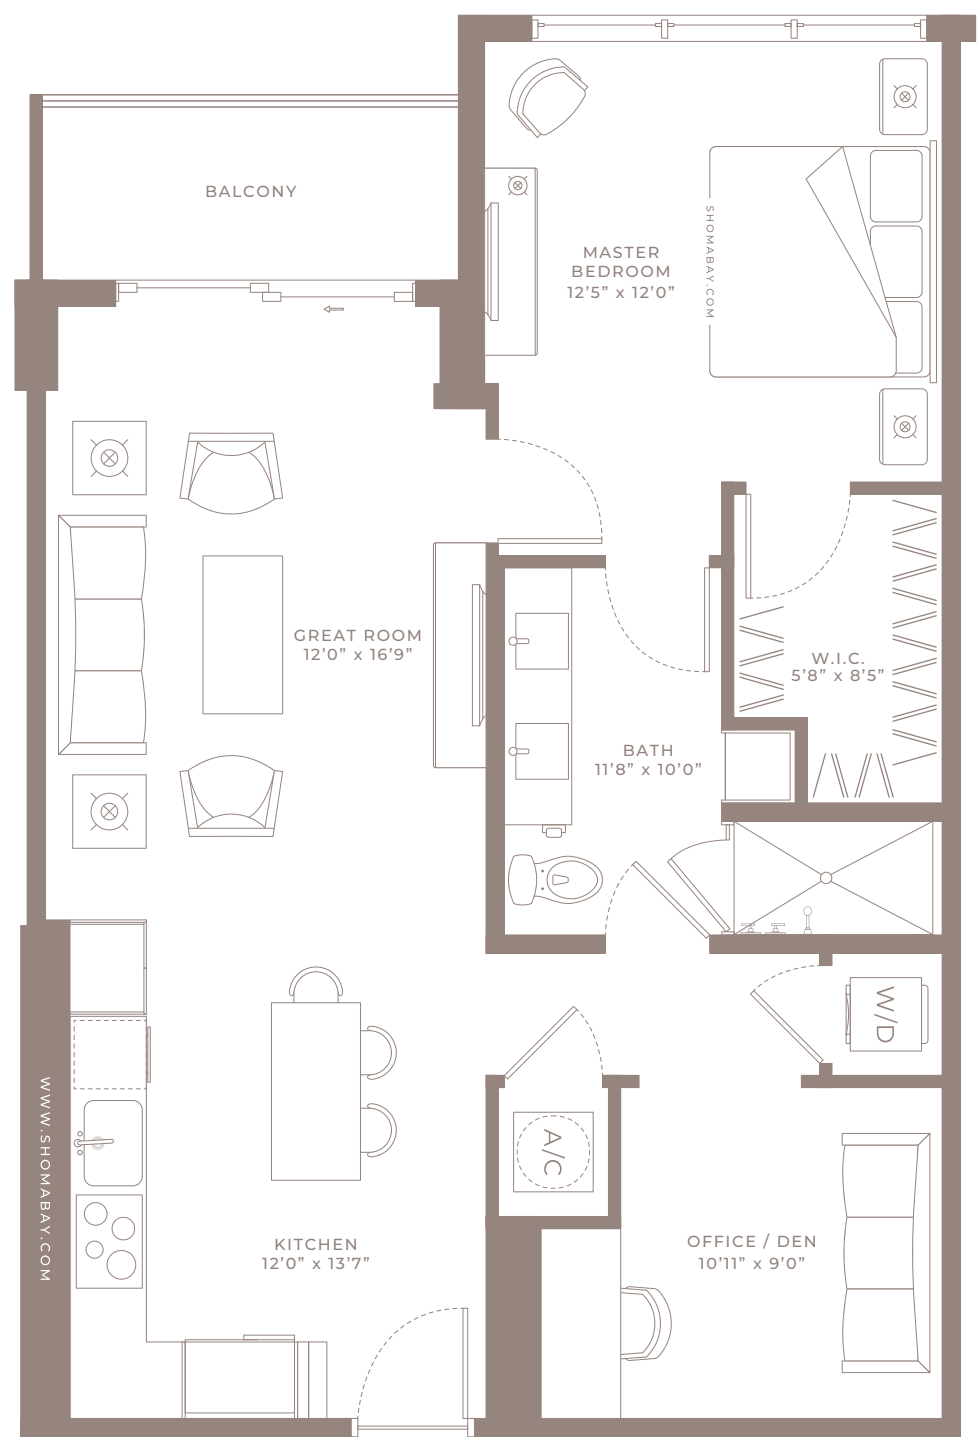 BALCONY
MASTER
BEDROOM
12’5” x 12’0”
SHOMABAY.COM
GREAT ROOM
12’0” x 16’9”
W.I.C.
5’8” x 8’5”
BATH
11’8” x 10’0”
W/D
A/C
WWW.SHOMABAY.COM
KITCHEN
12’0” x 13’7”
OFFICE / DEN
10’11” x 9’0”